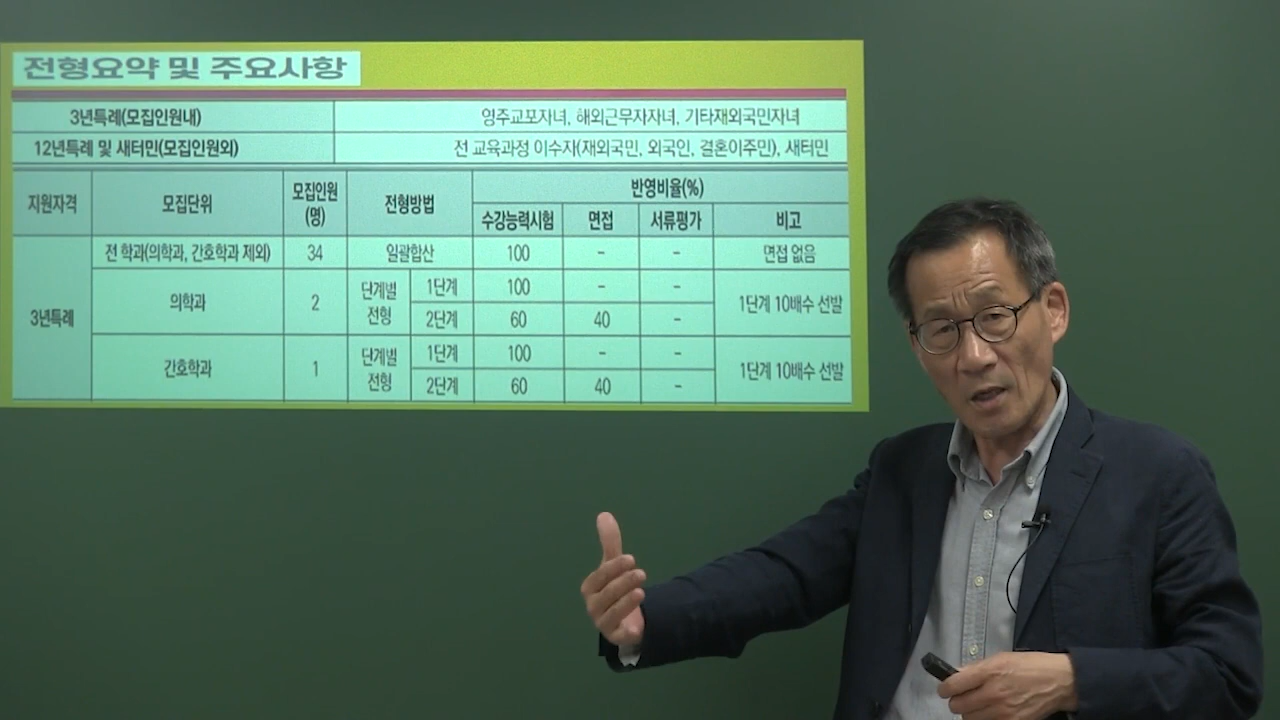 전형요약 및 주요사항
3년특례(모집인원내) 영주교포자녀, 해외근무자자녀, 기타재외국민자녀
12년특례 및 새터민(모집인원외) 전 교육과정 이수자(재외국민, 외국인, 결혼이주민), 새터민
지원자격 모집단위 모집인원(명) 전형방법 반영비율(%)
수강능력시험 면접 서류평가 비고
3년특례 전 학과(의학과, 간호학과 제외) 34 일괄합산 100 - - 면접 없음
의학과 2 단계별 전형 1단계 100 - - 1단계 10배수 선발
2단계 60 40 -
간호학과 1 단계별 전형 1단계 100 - - 1단계 10배수 선발
2단계 60 40 -